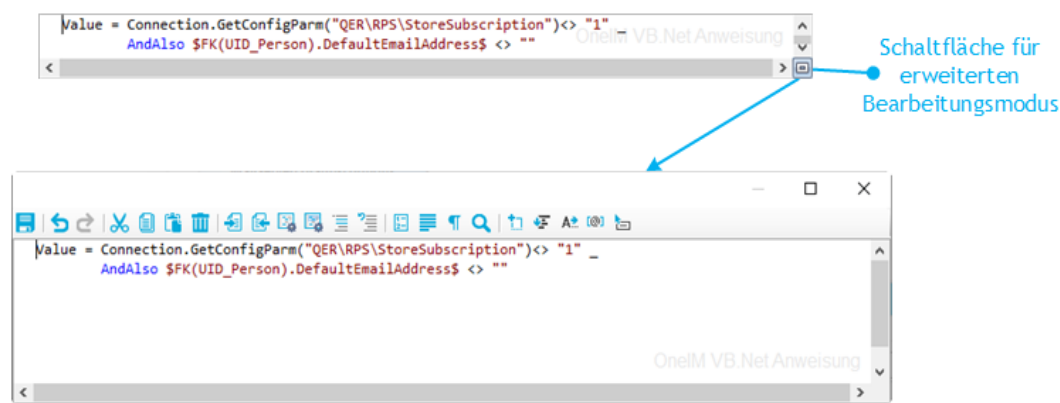 Value = Connection.GetConfigParm("QER\RPS\StoreSubscription")<> "1" _
AndAlso $FK(UID_Person).DefaultEmailAddress$ <> ""
OneIM VB.Net Anweisung
Schaltfläche für
erweiterten
Bearbeitungsmodus
Value = Connection.GetConfigParm("QER\RPS\StoreSubscription")<> "1" _
AndAlso $FK(UID_Person).DefaultEmailAddress$ <> ""
OneIM VB.Net Anweisung